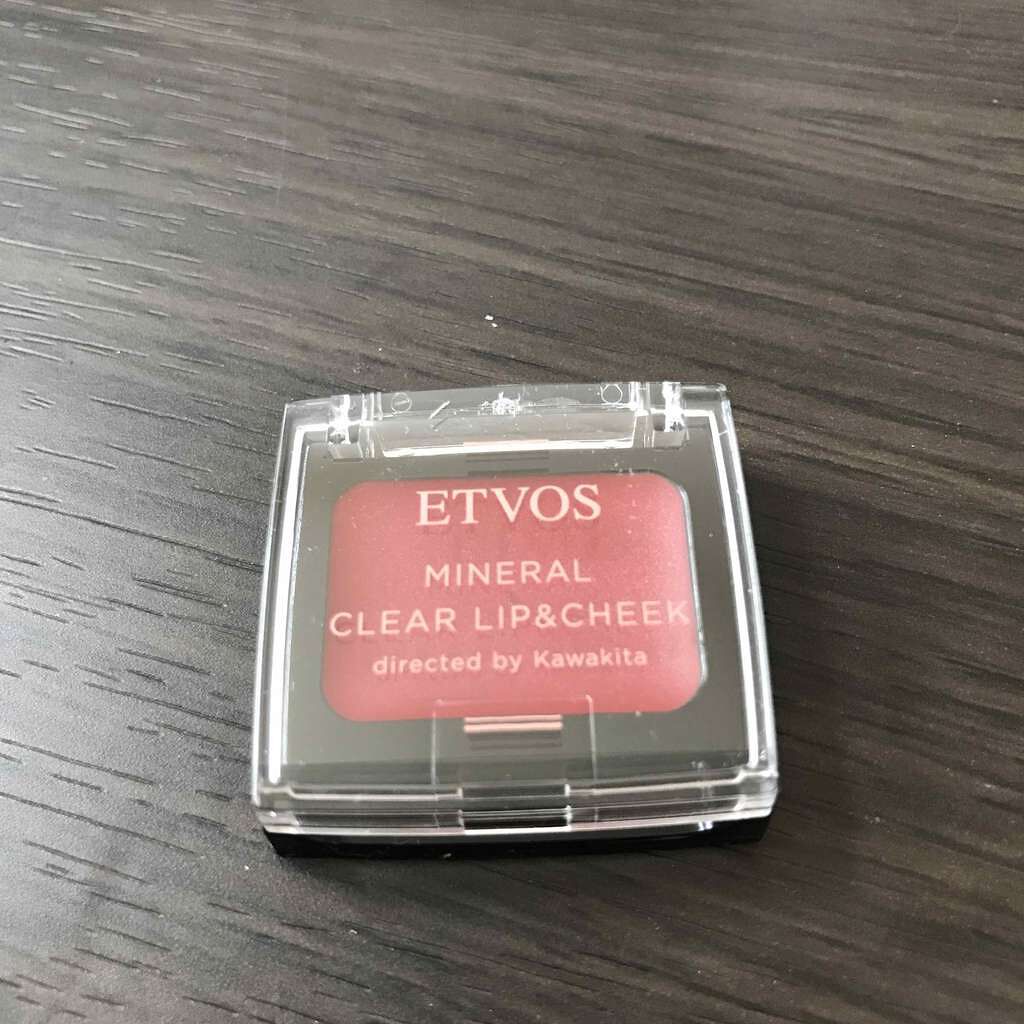 ETVOS
MINERAL
CLEAR LIP&CHEEK
directed by Kawakita